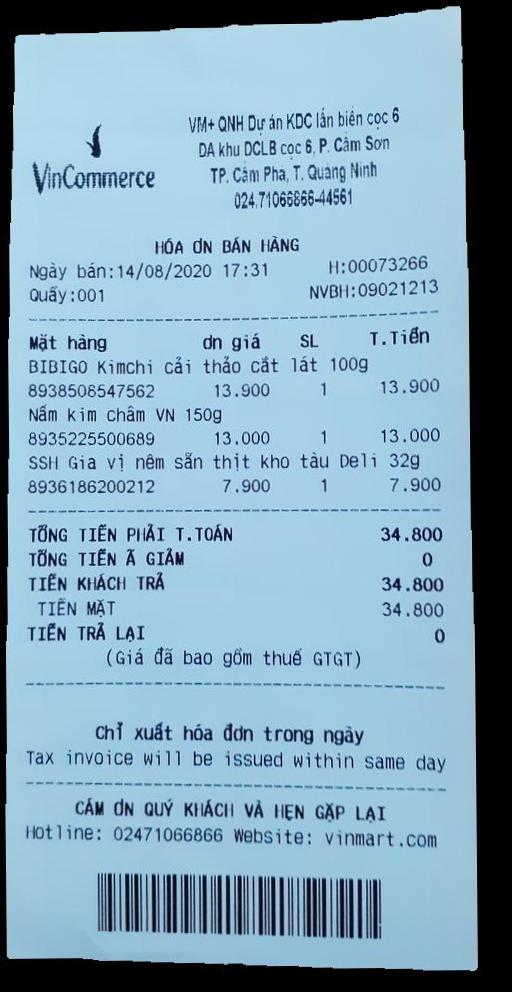 VinCommerce
VM+ QNH Dự án KDC lấn biển cọc 6
DA khu DCLB cọc 6, P. Cẩm Sơn
TP. Cẩm Phả, T. Quảng Ninh
024.71066866-44561
HÓA ƠN BÁN HÀNG
Ngày bán:14/08/2020 17:31 H:00073266
Quầy:001 NVBH:09021213
Mặt hàng ơn giá SL T.Tiền
BIBIGO Kimchi cải thảo cắt lát 100g
8938508547562 13.900 1 13.900
Nấm kim châm VN 150g
8935225500689 13.000 1 13.000
SSH Gia vị nêm sẵn thịt kho tàu Deli 32g
8936186200212 7.900 1 7.900
TỔNG TIỀN PHẢI T.TOÁN 34.800
TỔNG TIỀN Ã GIẢM 0
TIỀN KHÁCH TRẢ 34.800
TIỀN MẶT 34.800
TIỀN TRẢ LẠI 0
(Giá đã bao gồm thuế GTGT)
Chỉ xuất hóa đơn trong ngày
Tax invoice will be issued within same day
CẢM ƠN QUÝ KHÁCH VÀ HẸN GẶP LẠI
Hotline: 02471066866 Website: vinmart.com